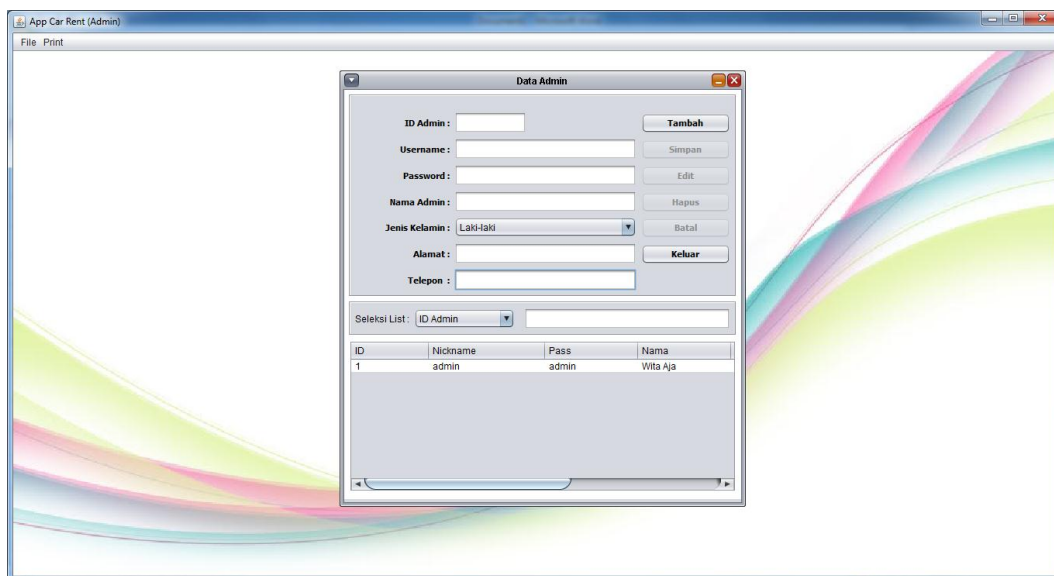 App Car Rent (Admin)
File Print
Data Admin
ID Admin : Tambah
Username : Simpan
Password : Edit
Nama Admin : Hapus
Jenis Kelamin : Laki-laki Batal
Alamat : Keluar
Telepon :
Seleksi List : ID Admin
ID Nickname Pass Nama
1 admin admin Wita Aja